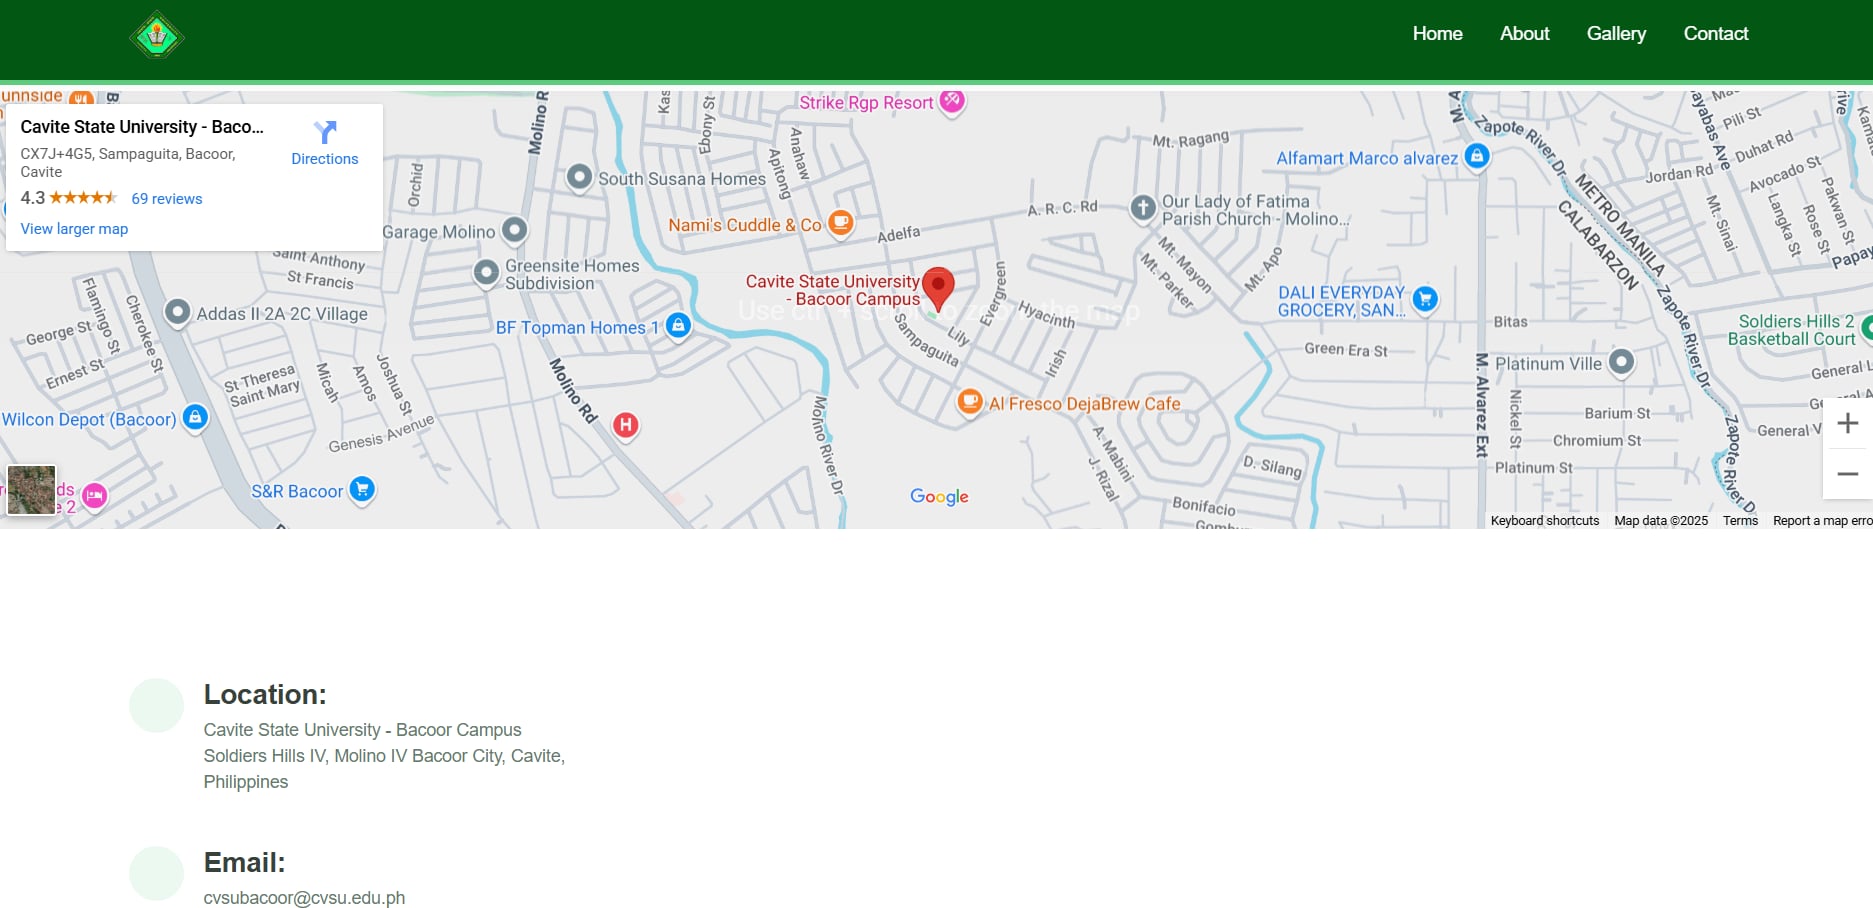 Home
About
Gallery
Contact
Cavite State University - Baco...
CX7J+4G5, Sampaguita, Bacoor,
Cavite
4.3
69 reviews
View larger map
Directions
unnside
Molino R
Kas
Ebony St
Anahaw
Apitong
Strike Rgp Resort
Mt. Ragang
Alfamart Marco alvarez
Zapote River Dr
Pili St
Duhat Rd
Jordan Rd
Avocado St
Pakwan St
Langka St
Rose St
Mt. Sinai
Papay
METRO MANILA
CALABARZON
South Susana Homes
Orchid
Garage Molino
Nami's Cuddle & Co
Adelfa
A. R. C. Rd
Our Lady of Fatima
Parish Church - Molino...
Mt. Mayon
Mt. Parker
Mt. Apo
Saint Anthony
St Francis
Greensite Homes
Subdivision
Cavite State University
- Bacoor Campus
Evergreen
Hyacinth
Lily
Sampaguita
Irish
DALI EVERYDAY
GROCERY, SAN...
Bitas
Zapote River Dr
Soldiers Hills 2
Basketball Court
Flamingo St
Cherokee St
George St
Ernest St
Addas II 2A 2C Village
BF Topman Homes 1
Green Era St
Platinum Ville
General L
St Theresa
Saint Mary
Micah
Amos
Joshua St
Molino Rd
M. Alvarez Ext
Nickel St
Barium St
Chromium St
Platinum St
General V
Zapote River D
Wilcon Depot (Bacoor)
Genesis Avenue
H
Molino River Dr
Al Fresco DejaBrew Cafe
A. Mabini
J. Rizal
D. Silang
Bonifacio
S&R Bacoor
Google
Keyboard shortcuts
Map data ©2025
Terms
Report a map erro
Location:
Cavite State University - Bacoor Campus
Soldiers Hills IV, Molino IV Bacoor City, Cavite,
Philippines
Email:
cvsubacoor@cvsu.edu.ph